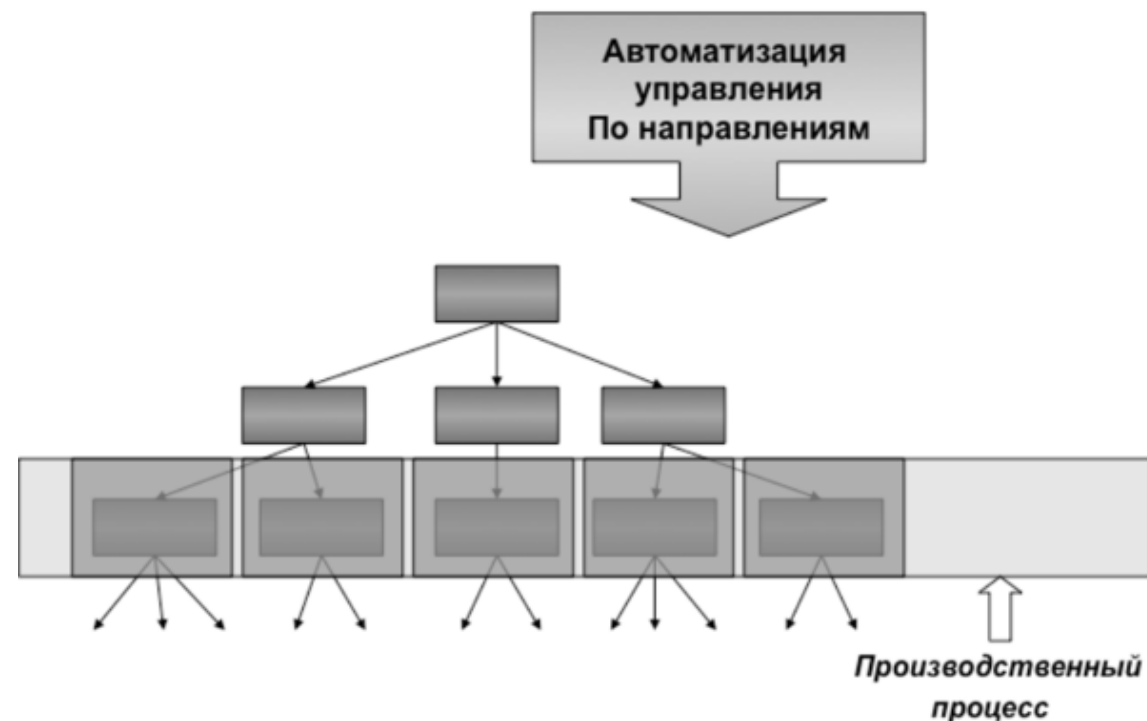 Автоматизация
управления
По направлениям
Производственный
процесс